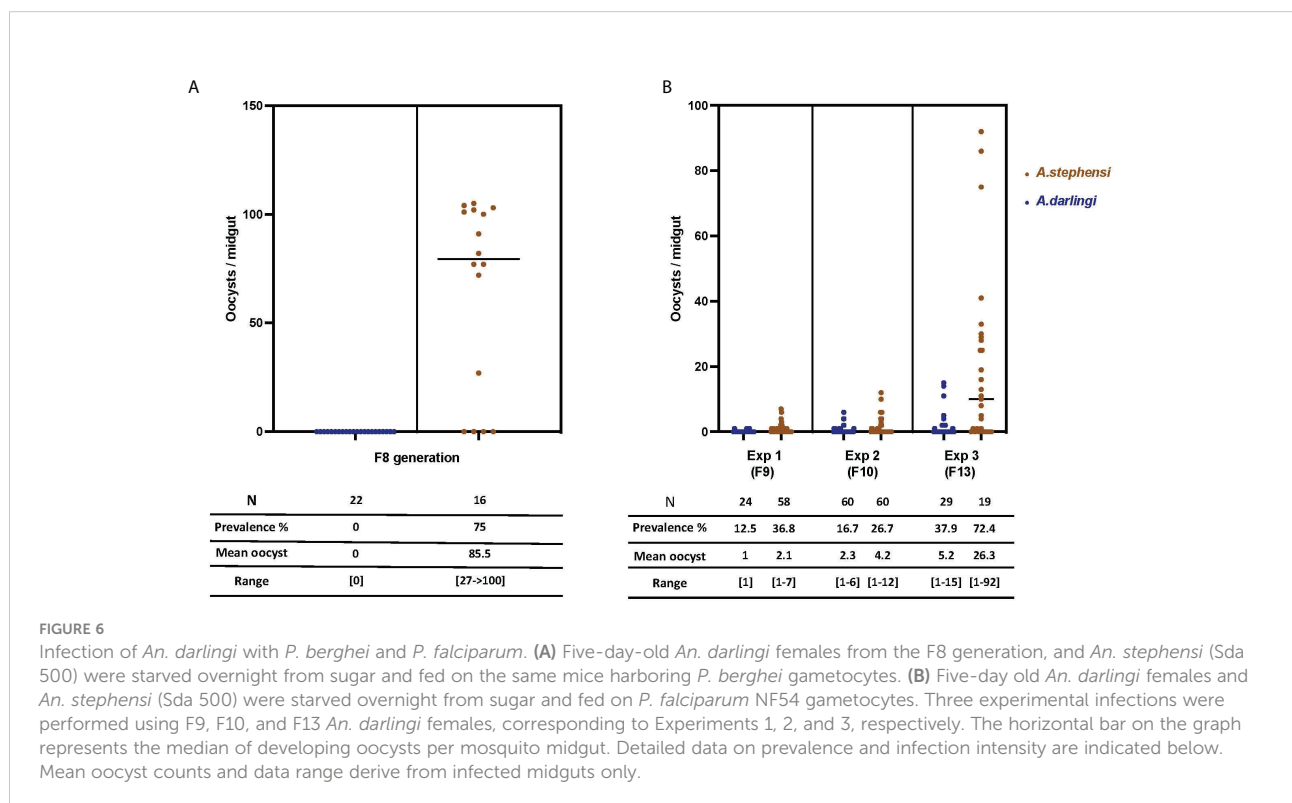 A
B
150
100
50
0
Oocysts / midgut
F8 generation
N 22 16
Prevalence % 0 75
Mean oocyst 0 85.5
Range [0] [27->100]
100
80
60
40
20
0
Oocysts / midgut
A.stephensi
A.darlingi
Exp 1 Exp 2 Exp 3
(F9) (F10) (F13)
N 24 58 60 60 29 19
Prevalence % 12.5 36.8 16.7 26.7 37.9 72.4
Mean oocyst 1 2.1 2.3 4.2 5.2 26.3
Range [1] [1-7] [1-6] [1-12] [1-15] [1-92]
FIGURE 6
Infection of An. darlingi with P. berghei and P. falciparum. (A) Five-day-old An. darlingi females from the F8 generation, and An. stephensi (Sda
500) were starved overnight from sugar and fed on the same mice harboring P. berghei gametocytes. (B) Five-day old An. darlingi females and
An. stephensi (Sda 500) were starved overnight from sugar and fed on P. falciparum NF54 gametocytes. Three experimental infections were
performed using F9, F10, and F13 An. darlingi females, corresponding to Experiments 1, 2, and 3, respectively. The horizontal bar on the graph
represents the median of developing oocysts per mosquito midgut. Detailed data on prevalence and infection intensity are indicated below.
Mean oocyst counts and data range derive from infected midguts only.